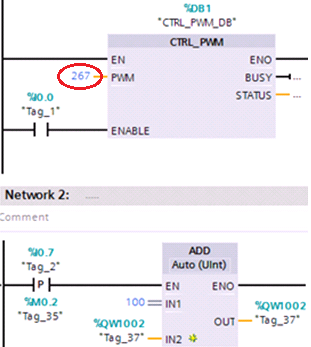 %DB1
"CTRL_PWM_DB"
CTRL_PWM
EN ENO
267 PWM BUSY ...
STATUS ...
%I0.0
"Tag_1"
ENABLE
Network 2: .....
Comment
%I0.7
"Tag_2"
P
%M0.2
"Tag_35"
ADD
Auto (UInt)
EN ENO
100 IN1
%QW1002
"Tag_37" IN2
OUT
%QW1002
"Tag_37"